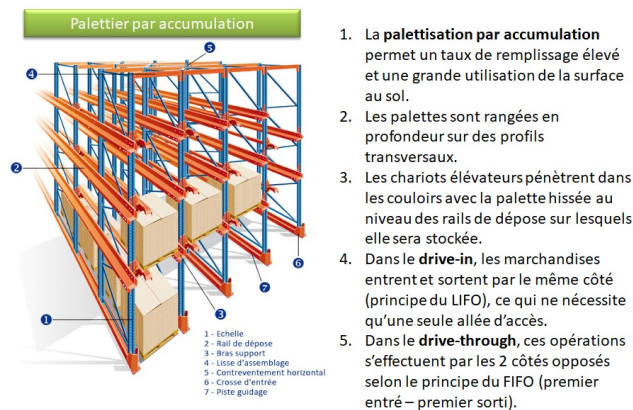 Palettier par accumulation
5
4
2
1
3
7
6
1 - Echelle
2 - Rail de dépose
3 - Bras support
4 - Lisse d'assemblage
5 - Contreventement horizontal
6 - Crosse d'entrée
7 - Piste guidage
1. La palettisation par accumulation
permet un taux de remplissage élevé
et une grande utilisation de la surface
au sol.
2. Les palettes sont rangées en
profondeur sur des profils
transversaux.
3. Les chariots élévateurs pénètrent dans
les couloirs avec la palette hissée au
niveau des rails de dépose sur lesquels
elle sera stockée.
4. Dans le drive-in, les marchandises
entrent et sortent par le même côté
(principe du LIFO), ce qui ne nécessite
qu'une seule allée d'accès.
5. Dans le drive-through, ces opérations
s'effectuent par les 2 côtés opposés
selon le principe du FIFO (premier
entré – premier sorti).